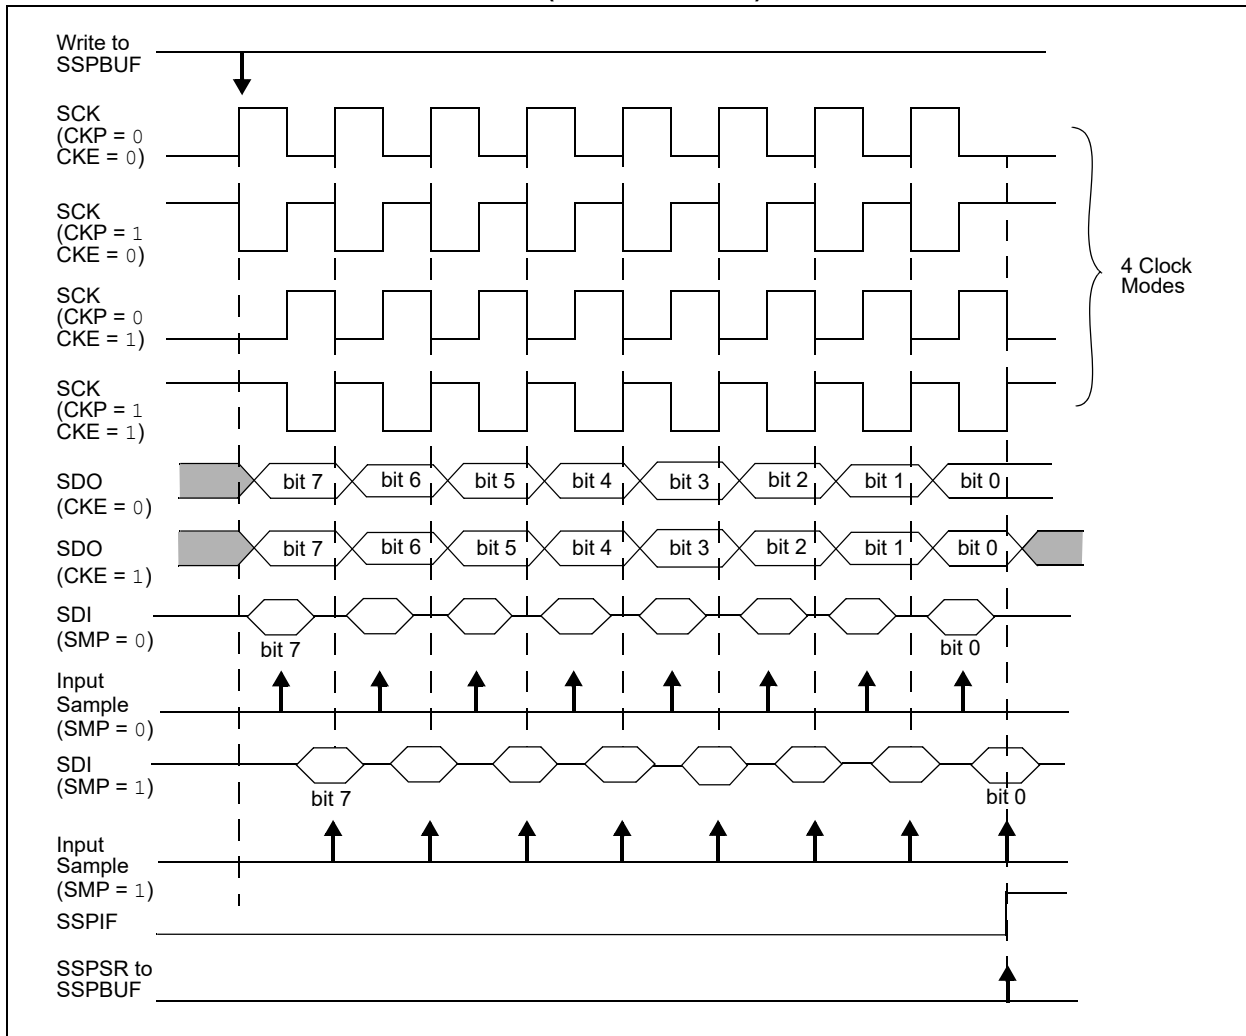 Write to
SSPBUF
SCK
(CKP = 0
CKE = 0)
SCK
(CKP = 1
CKE = 0)
4 Clock
Modes
SCK
(CKP = 0
CKE = 1)
SCK
(CKP = 1
CKE = 1)
SDO
(CKE = 0)
bit 7 bit 6 bit 5 bit 4 bit 3 bit 2 bit 1 bit 0
SDO
(CKE = 1)
bit 7 bit 6 bit 5 bit 4 bit 3 bit 2 bit 1 bit 0
SDI
(SMP = 0)
bit 7 bit 0
Input
Sample
(SMP = 0)
SDI
(SMP = 1)
bit 7 bit 0
Input
Sample
(SMP = 1)
SSPIF
SSPSR to
SSPBUF